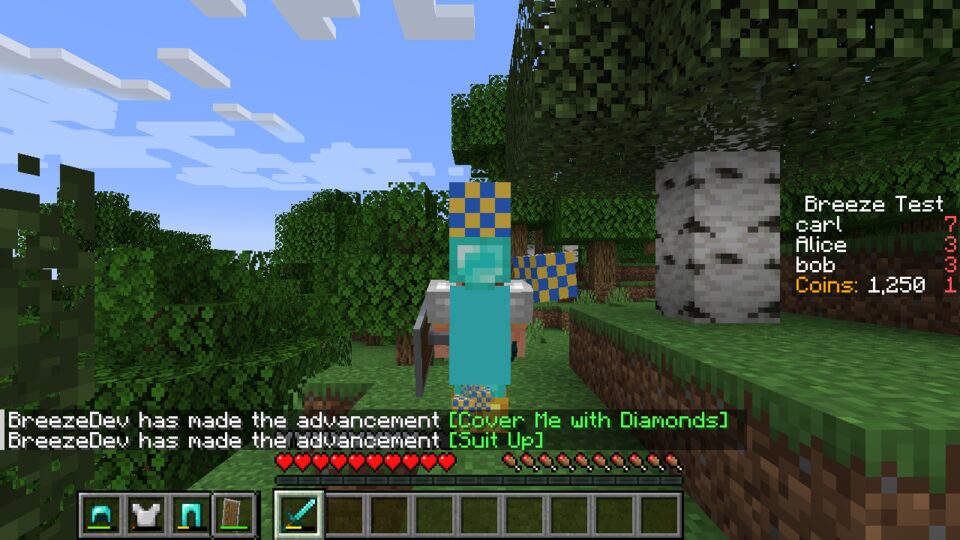 Breeze Test
carl 7
Alice 3
bob 3
Coins: 1,250 1
BreezeDev has made the advancement [Cover Me with Diamonds]
BreezeDev has made the advancement [Suit Up]